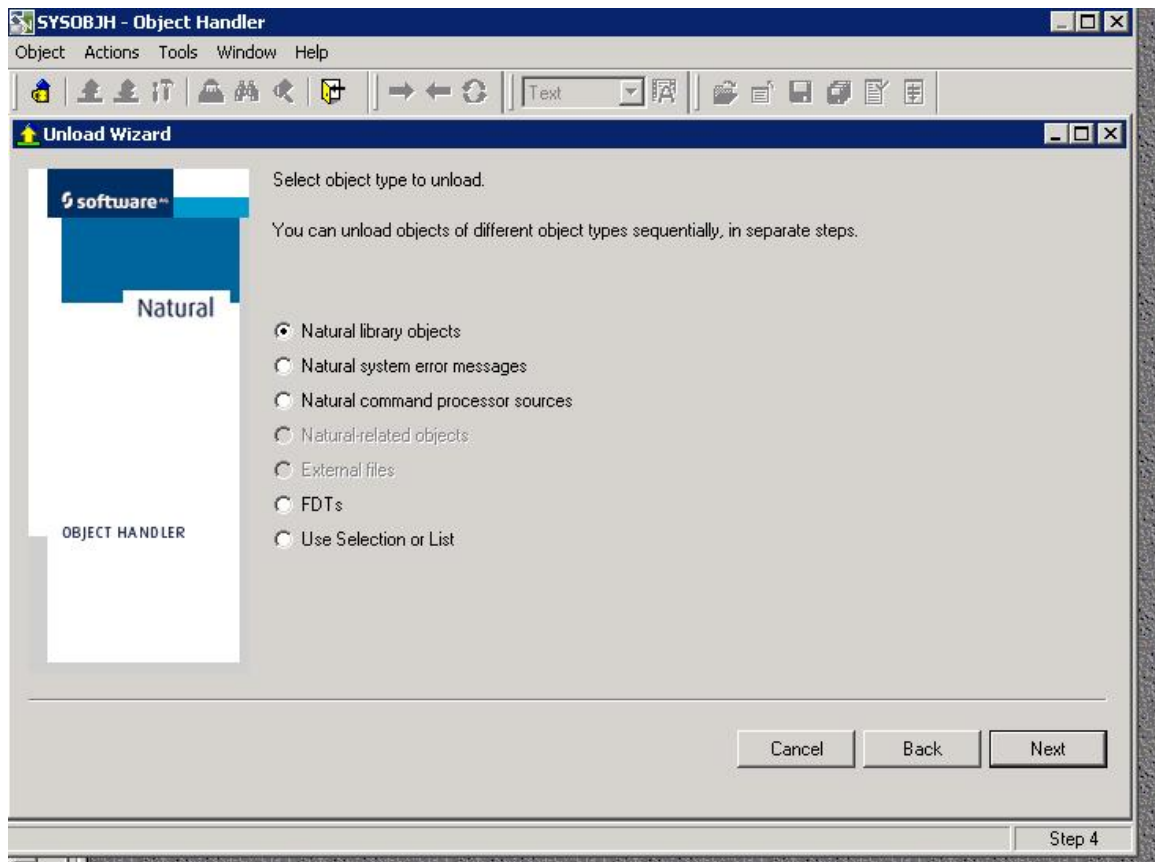 SYSOBJH - Object Handler
Object Actions Tools Window Help
Text
Unload Wizard
software AG
Natural
OBJECT HANDLER
Select object type to unload.
You can unload objects of different object types sequentially, in separate steps.
Natural library objects
Natural system error messages
Natural command processor sources
Natural-related objects
External files
FDTs
Use Selection or List
Cancel Back Next
Step 4